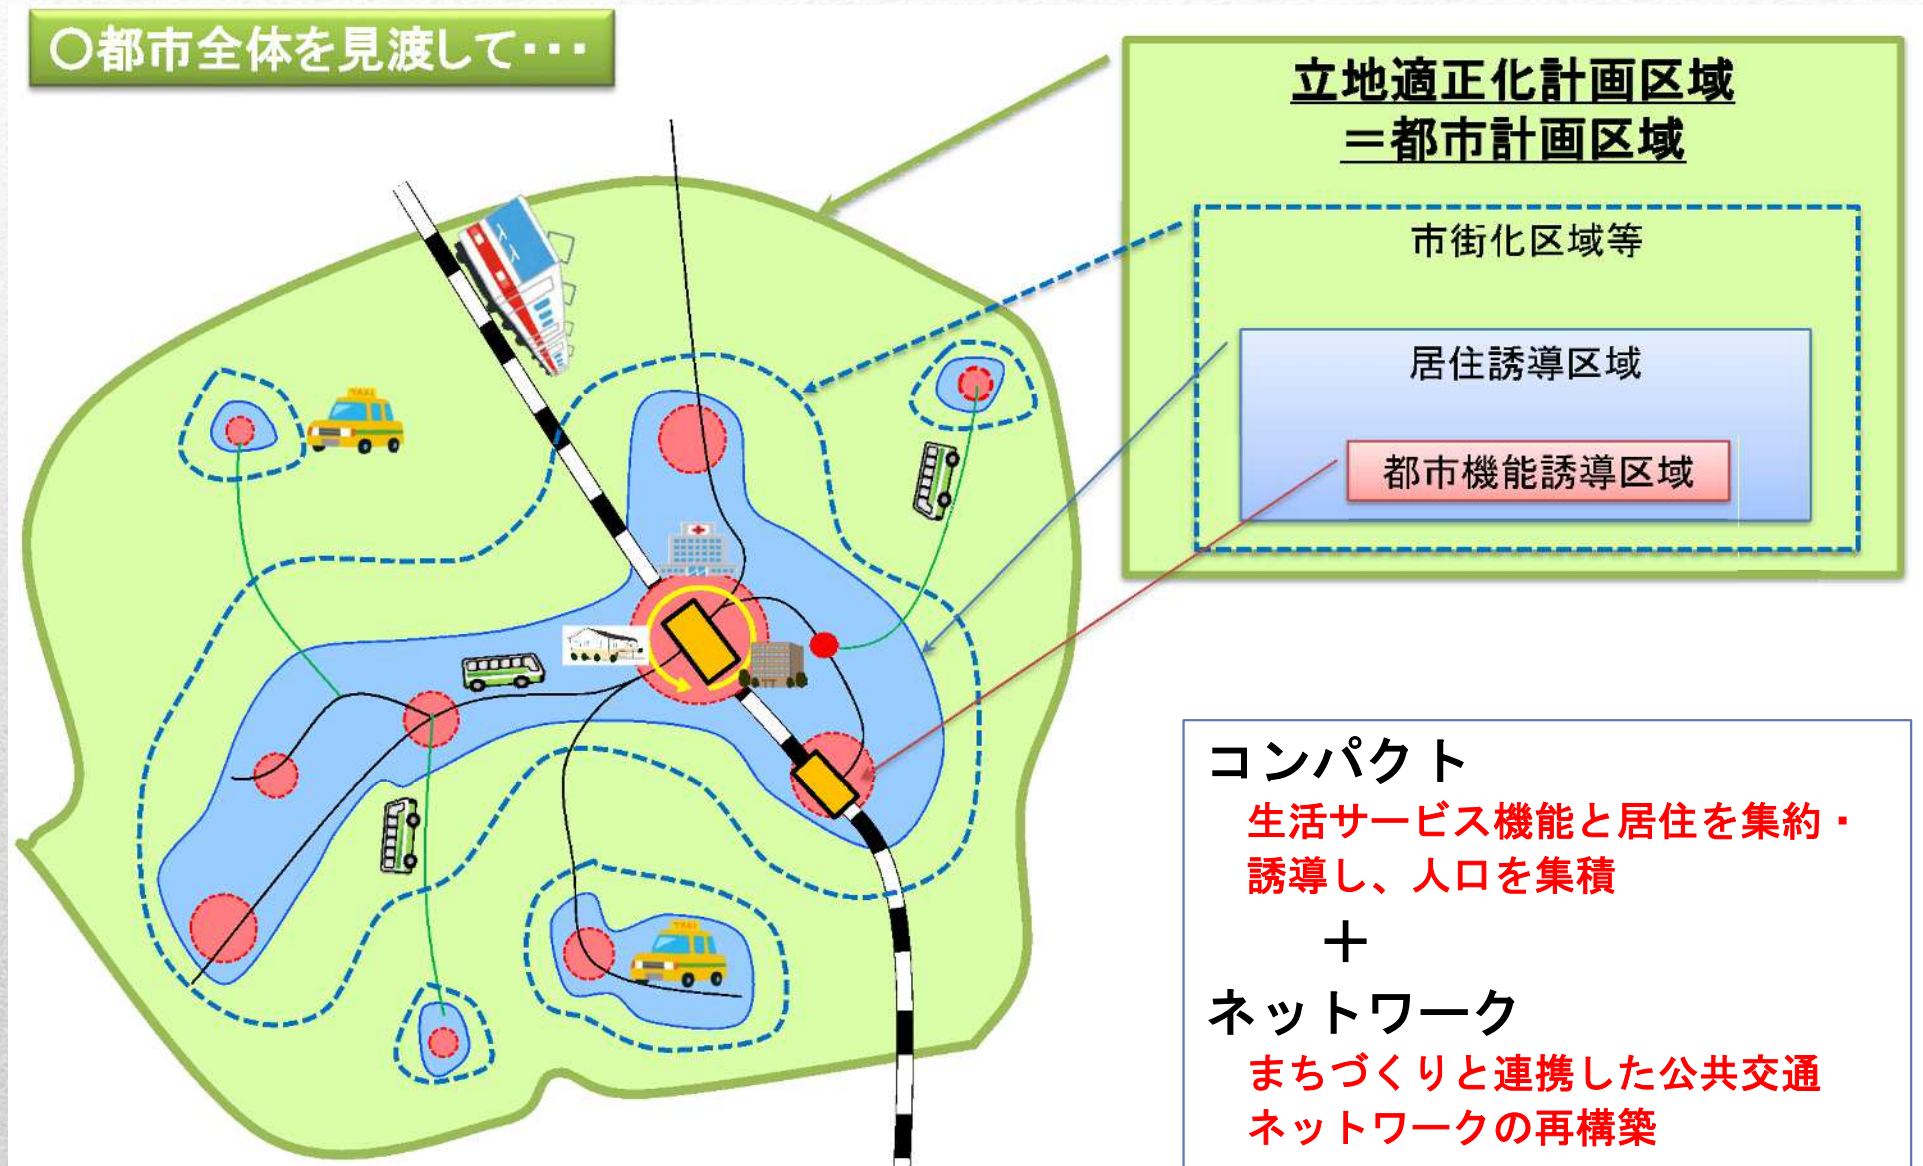 〇都市全体を見渡して・・・
立地適正化計画区域
＝都市計画区域
市街化区域等
居住誘導区域
都市機能誘導区域
TAXI
TAXI
コンパクト
生活サービス機能と居住を集約・
誘導し、人口を集積
＋
ネットワーク
まちづくりと連携した公共交通
ネットワークの再構築